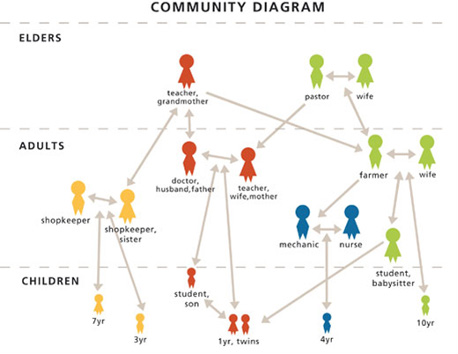 COMMUNITY DIAGRAM
ELDERS
teacher,
grandmother
pastor
wife
ADULTS
doctor,
husband,father
teacher,
wife,mother
farmer
wife
shopkeeper
shopkeeper,
sister
mechanic
nurse
student,
babysitter
CHILDREN
student,
son
7yr
3yr
1yr, twins
4yr
10yr